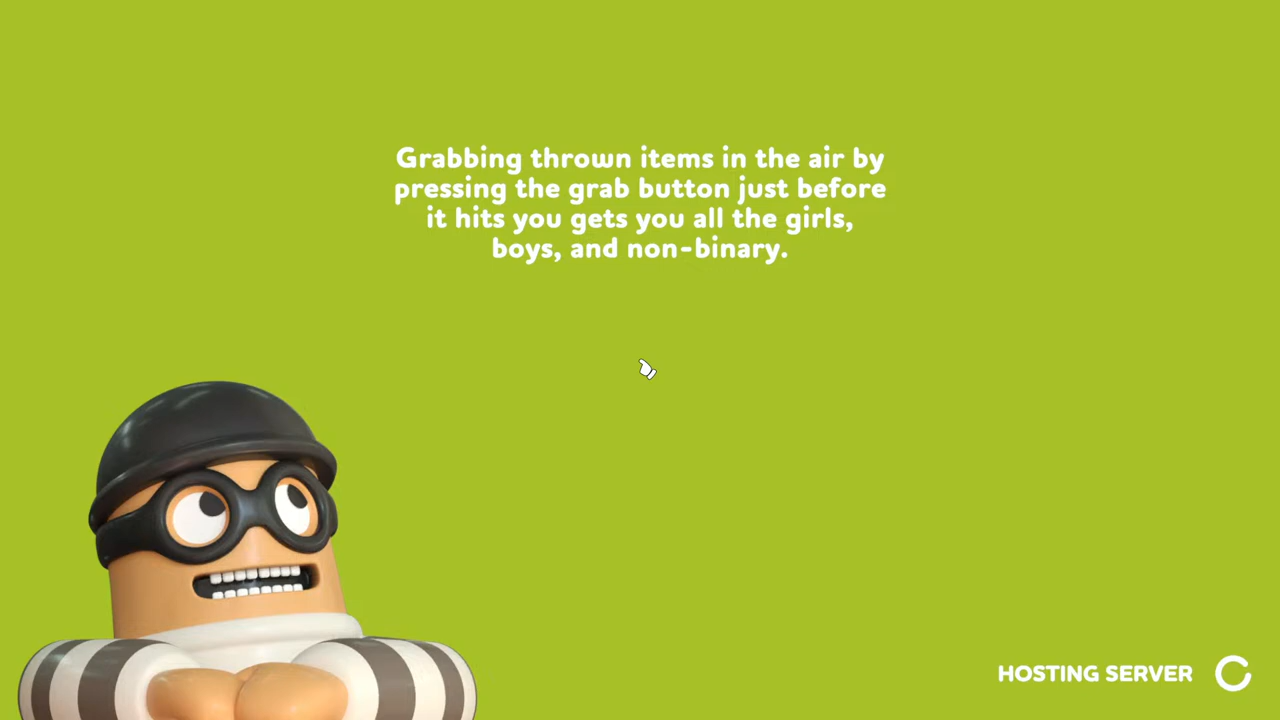 Grabbing thrown items in the air by
pressing the grab button just before
it hits you gets you all the girls,
boys, and non-binary.
HOSTING SERVER